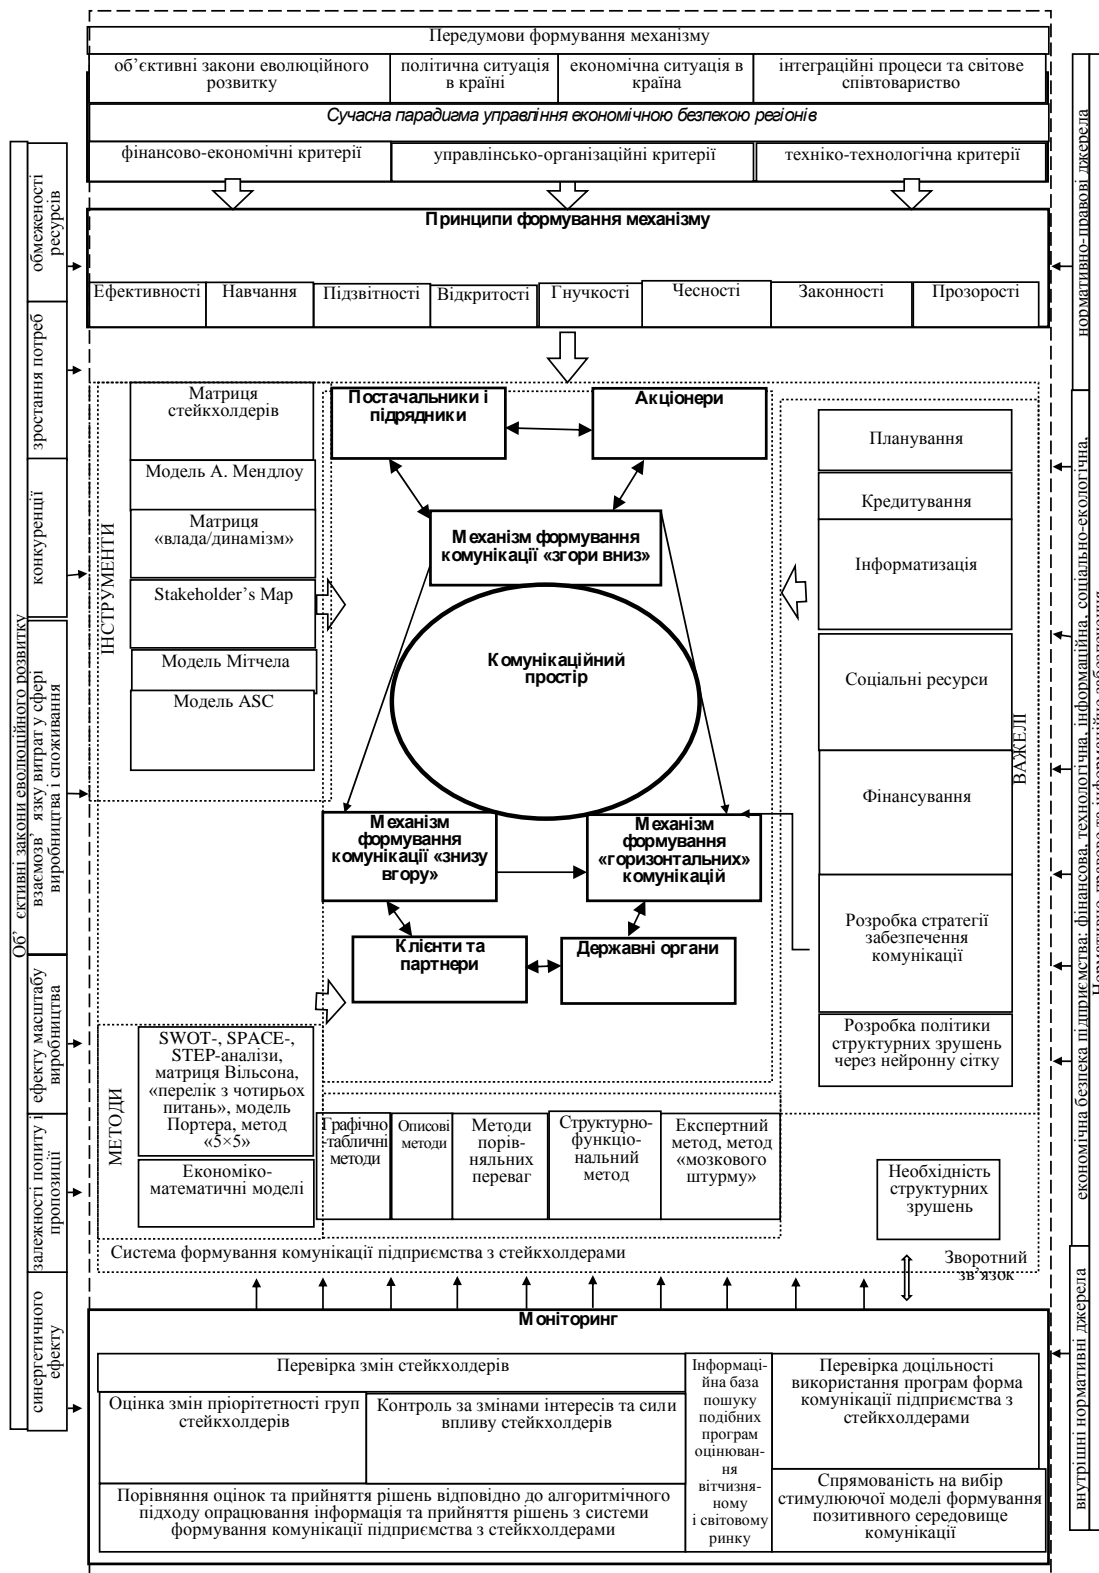 Передумови формування механізму
об’єктивні закони еволюційного
розвитку
політична ситуація
в країні
економічна ситуація в
країна
інтеграційні процеси та світове
співтовариство
Сучасна парадигма управління економічною безпекою регіонів
фінансово-економічні критерії
управлінсько-організаційні критерії
техніко-технологічна критерії
Принципи формування механізму
Ефективності
Навчання
Підзвітності
Відкритості
Гнучкості
Чесності
Законності
Прозорості
Об’ єктивні закони еволюційного розвитку
обмеженості
ресурсів
зростання потреб
конкуренції
взаємозв’ язку витрат у сфері
виробництва і споживання
ефекту масштабу
виробництва
залежності попиту і
пропозиції
синергетичного
ефекту
ІНСТРУМЕНТИ
Матриця
стейкхолдерів
Модель А. Мендлоу
Матриця
«влада/динамізм»
Stakeholder’s Map
Модель Мітчела
Модель ASC
Постачальники і
підрядники
Акціонери
Механізм формування
комунікації «згори вниз»
Комунікаційний
простір
Механізм
формування
комунікації «знизу
вгору»
Механізм
формування
«горизонтальних»
комунікацій
Клієнти та
партнери
Державні органи
ВАЖЕЛІ
Планування
Кредитування
Інформатизація
Соціальні ресурси
Фінансування
Розробка стратегії
забезпечення
комунікації
Розробка політики
структурних зрушень
через нейронну сітку
МЕТОДИ
SWOT-, SPACE-,
STEP-аналізи,
матриця Вільсона,
«перелік з чотирьох
питань», модель
Портера, метод
«5×5»
Економіко-
математичні моделі
Графічно
-табличні
методи
Описові
методи
Методи
порів-
няльних
переваг
Структурно-
функціо-
нальний
метод
Експертний
метод, метод
«мозкового
штурму»
Необхідність
структурних
зрушень
Система формування комунікації підприємства з стейкхолдерами
Зворотний
зв’язок
Моніторинг
Перевірка змін стейкхолдерів
Оцінка змін пріорітетності груп
стейкхолдерів
Контроль за змінами інтересів та сили
впливу стейкхолдерів
Порівняння оцінок та прийняття рішень відповідно до алгоритмічного
підходу опрацювання інформація та прийняття рішень з системи
формування комунікації підприємства з стейкхолдерами
Інформаці-
йна база
пошуку
подібних
програм
оцінюван-
ня
вітчизня-
ному
і світовому
ринку
Перевірка доцільності
використання програм форма
комунікації підприємства з
стейкхолдерами
Спрямованість на вибір
стимулюючої моделі формування
позитивного середовище
комунікації
нормативно-правові джерела
економічна безпека підприємства: фінансова, технологічна, інформаційна, соціально-екологічна,
внутрішні нормативні джерела